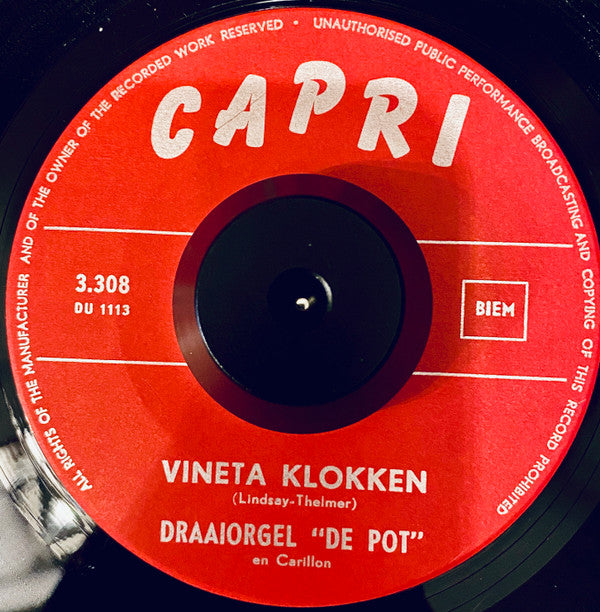 ALL RIGHTS OF THE MANUFACTURER AND OF THE OWNER OF THE RECORDED WORK RESERVED • UNAUTHORISED PUBLIC PERFORMANCE BROADCASTING AND COPYING OF THIS RECORD PROHIBITED
CAPRI
3.308
DU 1113
BIEM
VINETA KLOKKEN
(Lindsay-Thelmer)
DRAAIORGEL "DE POT"
en Carillon